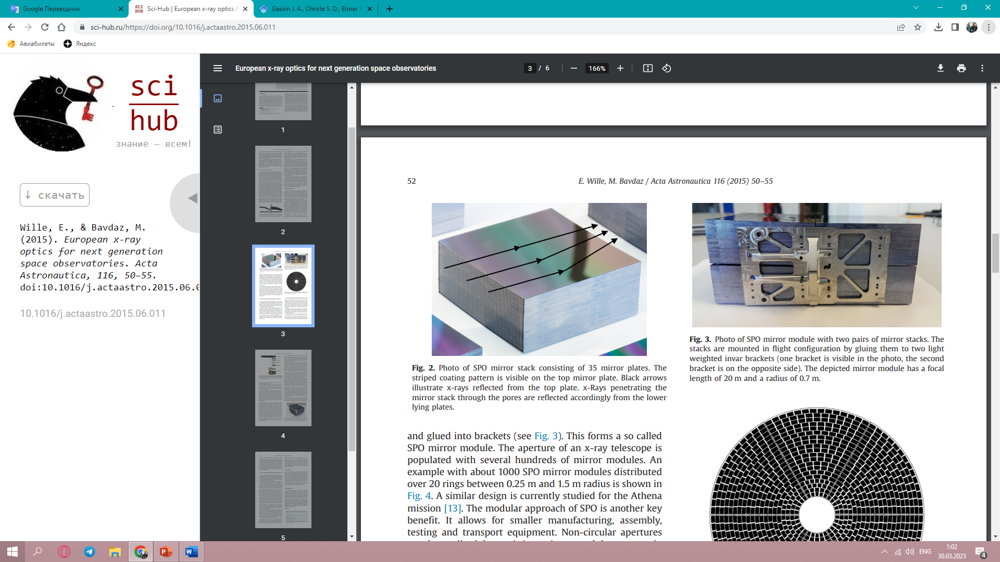 Google Переводчик
Sci-Hub | European x-ray optics f
Gaskin J. A., Christe S. D., Elsner R
sci-hub.ru/https://doi.org/10.1016/j.actaastro.2015.06.011
Авиабилеты
Яндекс
SCI
HUB
sci
hub
знание — всем!
↓ скачать
Wille, E., & Bavdaz, M.
(2015). European x-ray
optics for next generation
space observatories. Acta
Astronautica, 116, 50–55.
doi:10.1016/j.actaastro.2015.06.0
10.1016/j.actaastro.2015.06.011
European x-ray optics for next generation space observatories
3 / 6
166%
1
2
3
4
5
52
E. Wille, M. Bavdaz / Acta Astronautica 116 (2015) 50–55
Fig. 2. Photo of SPO mirror stack consisting of 35 mirror plates. The
striped coating pattern is visible on the top mirror plate. Black arrows
illustrate x-rays reflected from the top plate. x-Rays penetrating the
mirror stack through the pores are reflected accordingly from the lower
lying plates.
and glued into brackets (see Fig. 3). This forms a so called
SPO mirror module. The aperture of an x-ray telescope is
populated with several hundreds of mirror modules. An
example with about 1000 SPO mirror modules distributed
over 20 rings between 0.25 m and 1.5 m radius is shown in
Fig. 4. A similar design is currently studied for the Athena
mission [13]. The modular approach of SPO is another key
benefit. It allows for smaller manufacturing, assembly,
testing and transport equipment. Non-circular apertures
Fig. 3. Photo of SPO mirror module with two pairs of mirror stacks. The
stacks are mounted in flight configuration by gluing them to two light
weighted invar brackets (one bracket is visible in the photo, the second
bracket is on the opposite side). The depicted mirror module has a focal
length of 20 m and a radius of 0.7 m.
ENG
1:02
30.03.2023
4